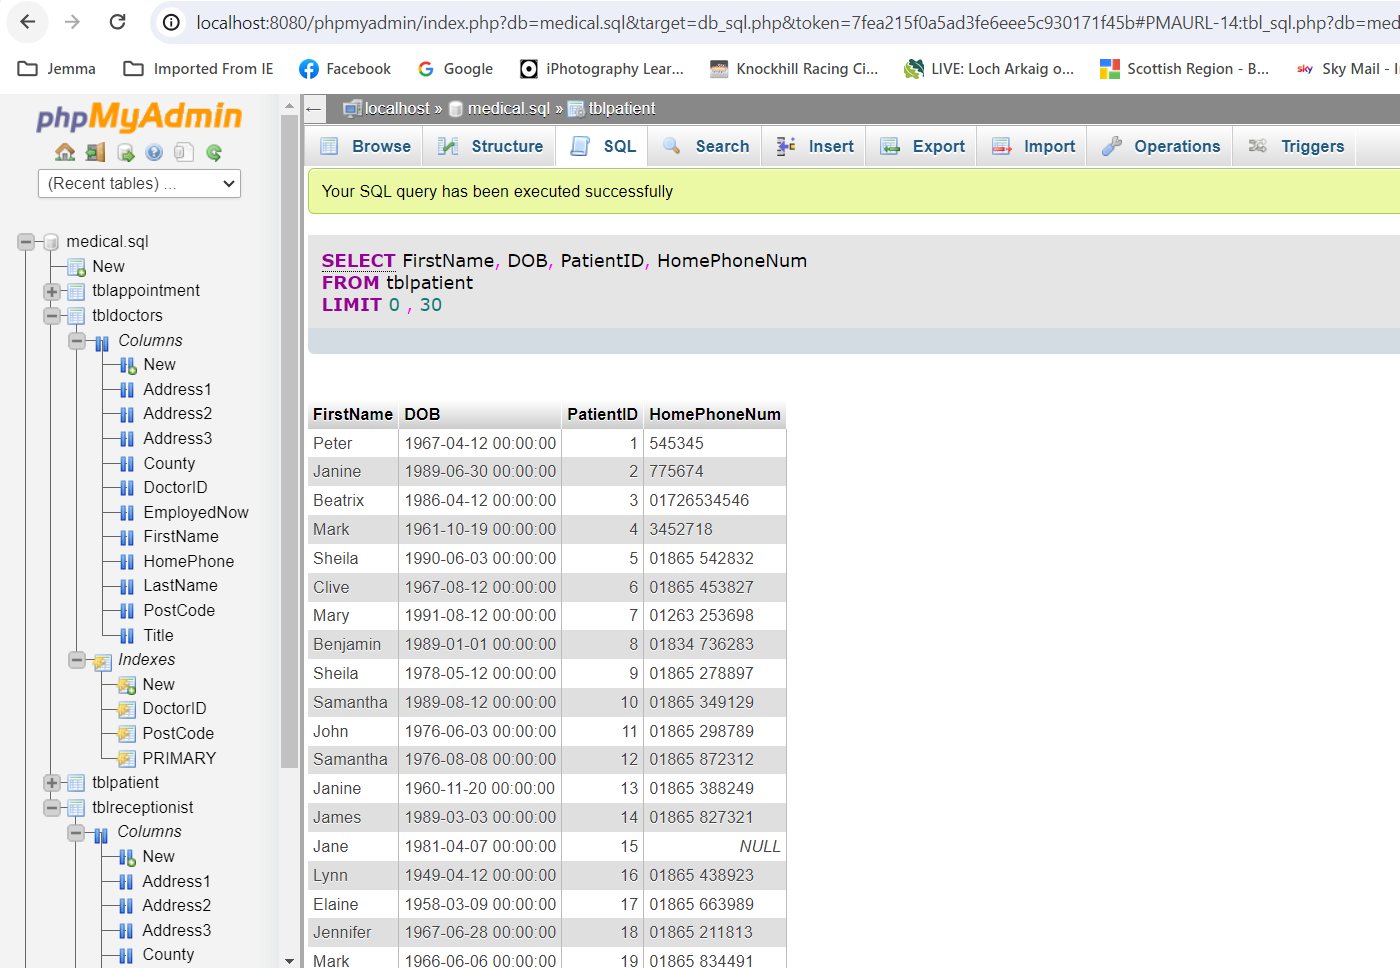 localhost:8080/phpmyadmin/index.php?db=medical.sql&target=db_sql.php&token=7fea215f0a5ad3fe6eee5c930171f45b#PMAURL-14:tbl_sql.php?db=med
Jemma Imported From IE Facebook Google iPhotography Lear... Knockhill Racing Ci... LIVE: Loch Arkaig o... Scottish Region - B... sky Sky Mail - I
phpMyAdmin
(Recent tables) ...
medical.sql
New
tblappointment
tbldoctors
Columns
New
Address1
Address2
Address3
County
DoctorID
EmployedNow
FirstName
HomePhone
LastName
PostCode
Title
Indexes
New
DoctorID
PostCode
PRIMARY
tblpatient
tblreceptionist
Columns
New
Address1
Address2
Address3
County
localhost » medical.sql » tblpatient
Browse Structure SQL Search Insert Export Import Operations Triggers
Your SQL query has been executed successfully
SELECT FirstName, DOB, PatientID, HomePhoneNum
FROM tblpatient
LIMIT 0 , 30
FirstName DOB PatientID HomePhoneNum
Peter 1967-04-12 00:00:00 1 545345
Janine 1989-06-30 00:00:00 2 775674
Beatrix 1986-04-12 00:00:00 3 01726534546
Mark 1961-10-19 00:00:00 4 3452718
Sheila 1990-06-03 00:00:00 5 01865 542832
Clive 1967-08-12 00:00:00 6 01865 453827
Mary 1991-08-12 00:00:00 7 01263 253698
Benjamin 1989-01-01 00:00:00 8 01834 736283
Sheila 1978-05-12 00:00:00 9 01865 278897
Samantha 1989-08-12 00:00:00 10 01865 349129
John 1976-06-03 00:00:00 11 01865 298789
Samantha 1976-08-08 00:00:00 12 01865 872312
Janine 1960-11-20 00:00:00 13 01865 388249
James 1989-03-03 00:00:00 14 01865 827321
Jane 1981-04-07 00:00:00 15 NULL
Lynn 1949-04-12 00:00:00 16 01865 438923
Elaine 1958-03-09 00:00:00 17 01865 663989
Jennifer 1967-06-28 00:00:00 18 01865 211813
Mark 1966-06-06 00:00:00 19 01865 834491